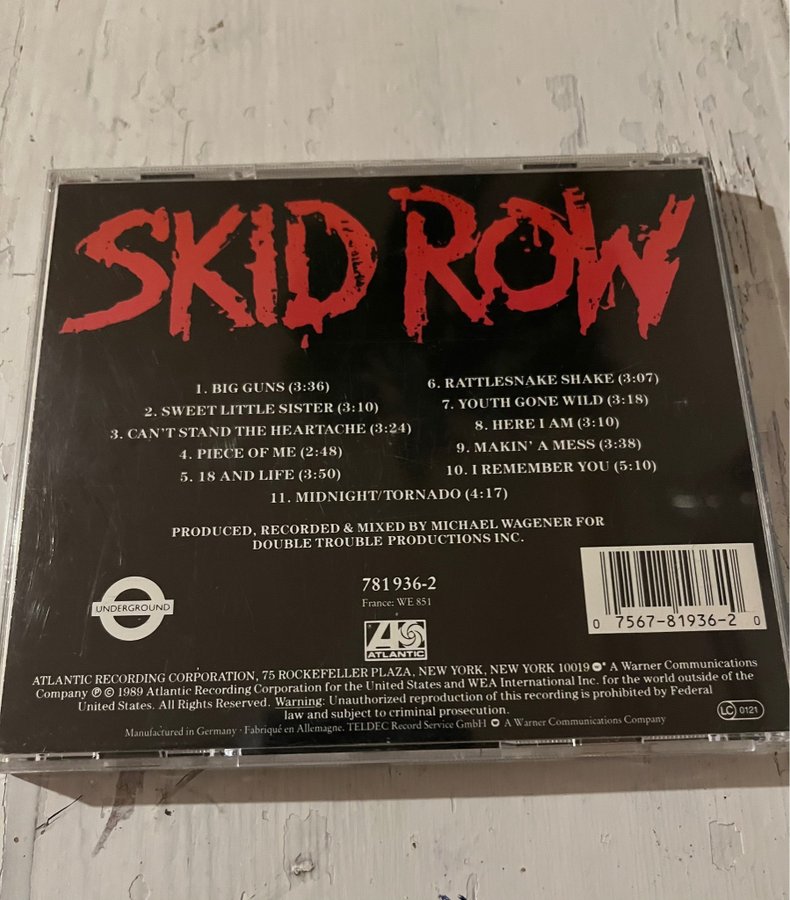 SKID ROW
1. BIG GUNS (3:36)
2. SWEET LITTLE SISTER (3:10)
3. CAN'T STAND THE HEARTACHE (3:24)
4. PIECE OF ME (2:48)
5. 18 AND LIFE (3:50)
6. RATTLESNAKE SHAKE (3:07)
7. YOUTH GONE WILD (3:18)
8. HERE I AM (3:10)
9. MAKIN' A MESS (3:38)
10. I REMEMBER YOU (5:10)
11. MIDNIGHT/TORNADO (4:17)
PRODUCED, RECORDED & MIXED BY MICHAEL WAGENER FOR
DOUBLE TROUBLE PRODUCTIONS INC.
UNDERGROUND
781 936-2
France: WE 851
A
ATLANTIC
0 7567-81936-2 0
ATLANTIC RECORDING CORPORATION, 75 ROCKEFELLER PLAZA, NEW YORK, NEW YORK 10019 * A Warner Communications
Company ℗ © 1989 Atlantic Recording Corporation for the United States and WEA International Inc. for the world outside of the
United States. All Rights Reserved. Warning: Unauthorized reproduction of this recording is prohibited by Federal
law and subject to criminal prosecution.
LC 0121
Manufactured in Germany · Fabriqué en Allemagne. TELDEC Record Service GmbH A Warner Communications Company